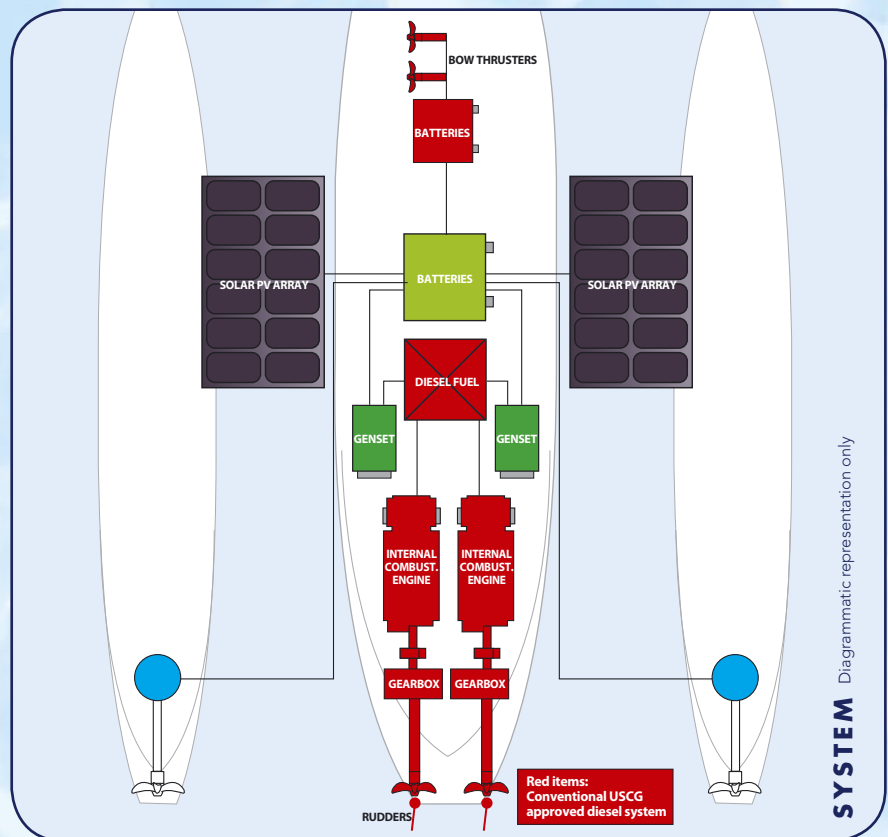 BOW THRUSTERS
BATTERIES
BATTERIES
SOLAR PV ARRAY
SOLAR PV ARRAY
DIESEL FUEL
GENSET
GENSET
INTERNAL
COMBUST.
ENGINE
INTERNAL
COMBUST.
ENGINE
GEARBOX
GEARBOX
RUDDERS
Red items:
Conventional USCG
approved diesel system
SYSTEM Diagrammatic representation only